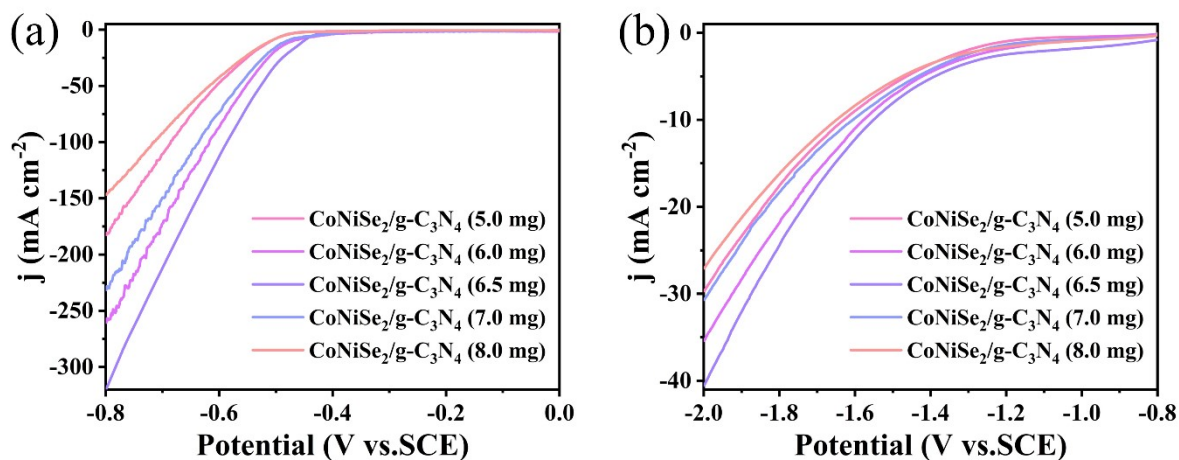 (a)
0
-50
-100
-150
-200
-250
-300
j (mA cm⁻²)
CoNiSe₂/g-C₃N₄ (5.0 mg)
CoNiSe₂/g-C₃N₄ (6.0 mg)
CoNiSe₂/g-C₃N₄ (6.5 mg)
CoNiSe₂/g-C₃N₄ (7.0 mg)
CoNiSe₂/g-C₃N₄ (8.0 mg)
-0.8 -0.6 -0.4 -0.2 0.0
Potential (V vs.SCE)
(b)
0
-10
-20
-30
-40
j (mA cm⁻²)
CoNiSe₂/g-C₃N₄ (5.0 mg)
CoNiSe₂/g-C₃N₄ (6.0 mg)
CoNiSe₂/g-C₃N₄ (6.5 mg)
CoNiSe₂/g-C₃N₄ (7.0 mg)
CoNiSe₂/g-C₃N₄ (8.0 mg)
-2.0 -1.8 -1.6 -1.4 -1.2 -1.0 -0.8
Potential (V vs.SCE)